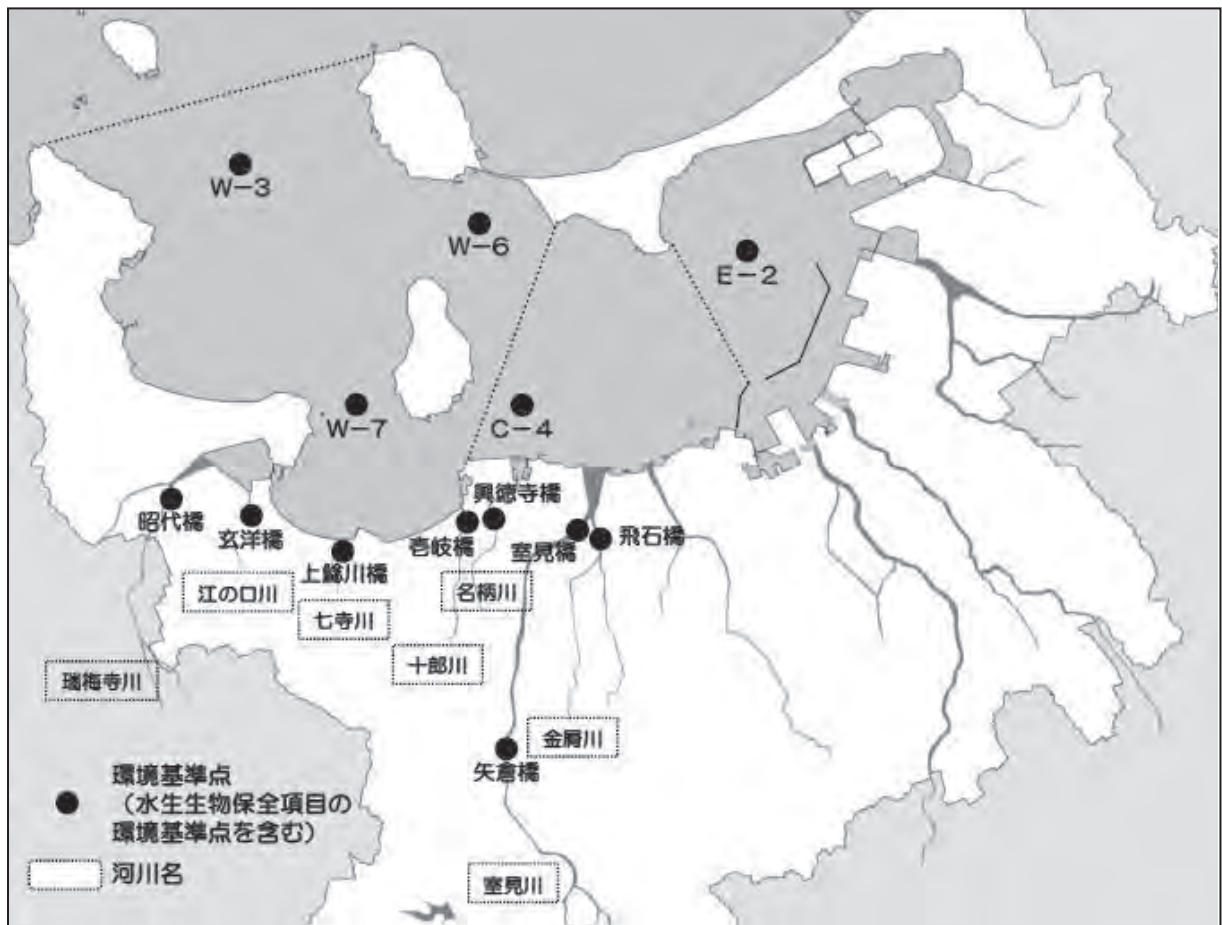 W-3
W-6
E-2
W-7
C-4
興徳寺橋
昭代橋
玄洋橋
壱岐橋
室見橋
飛石橋
上鯰川橋
江の口川
名柄川
七寺川
十郎川
瑞梅寺川
金屑川
矢倉橋
環境基準点
（水生生物保全項目の
環境基準点を含む）
河川名
室見川